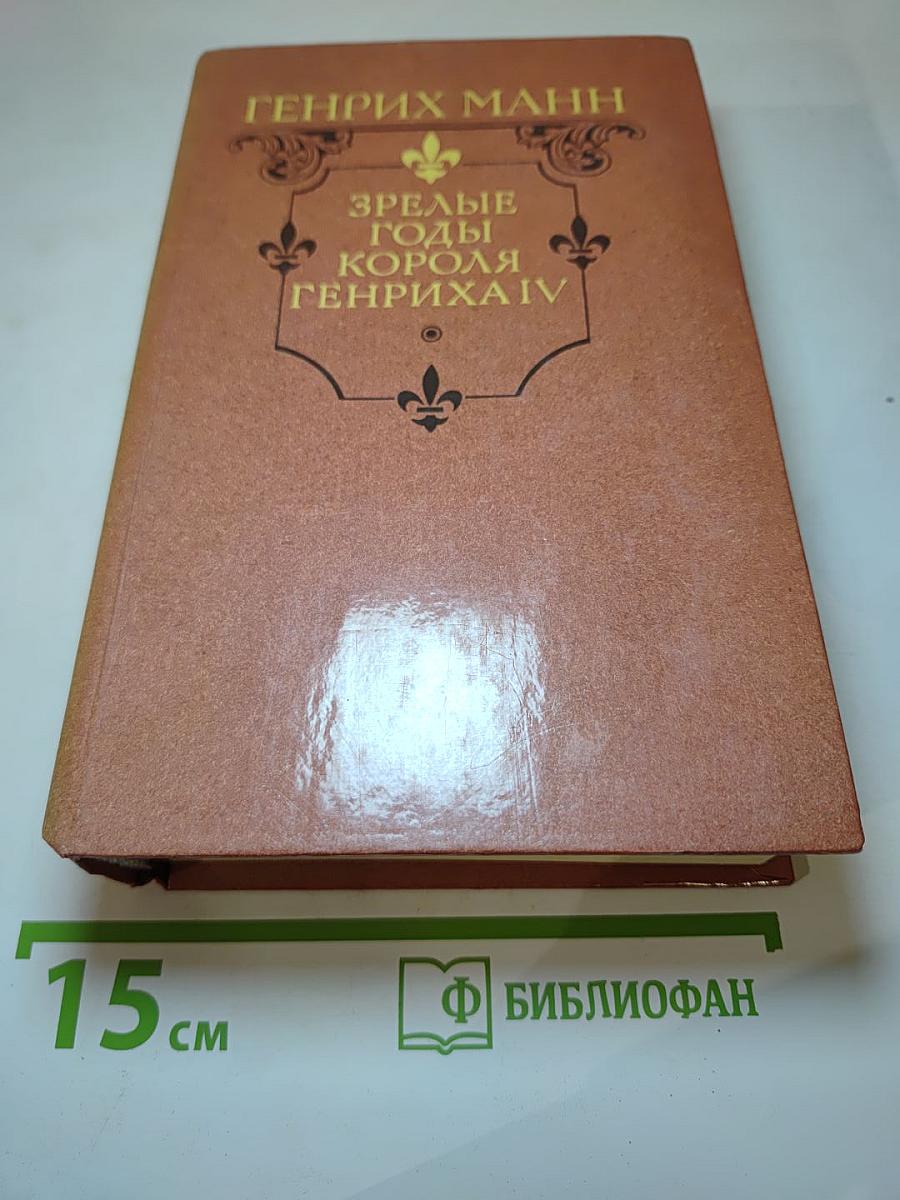 ГЕНРИХ МАНН
ЗРЕЛЫЕ
ГОДЫ
КОРОЛЯ
ГЕНРИХА IV
15 см
Ф БИБЛИОФАН